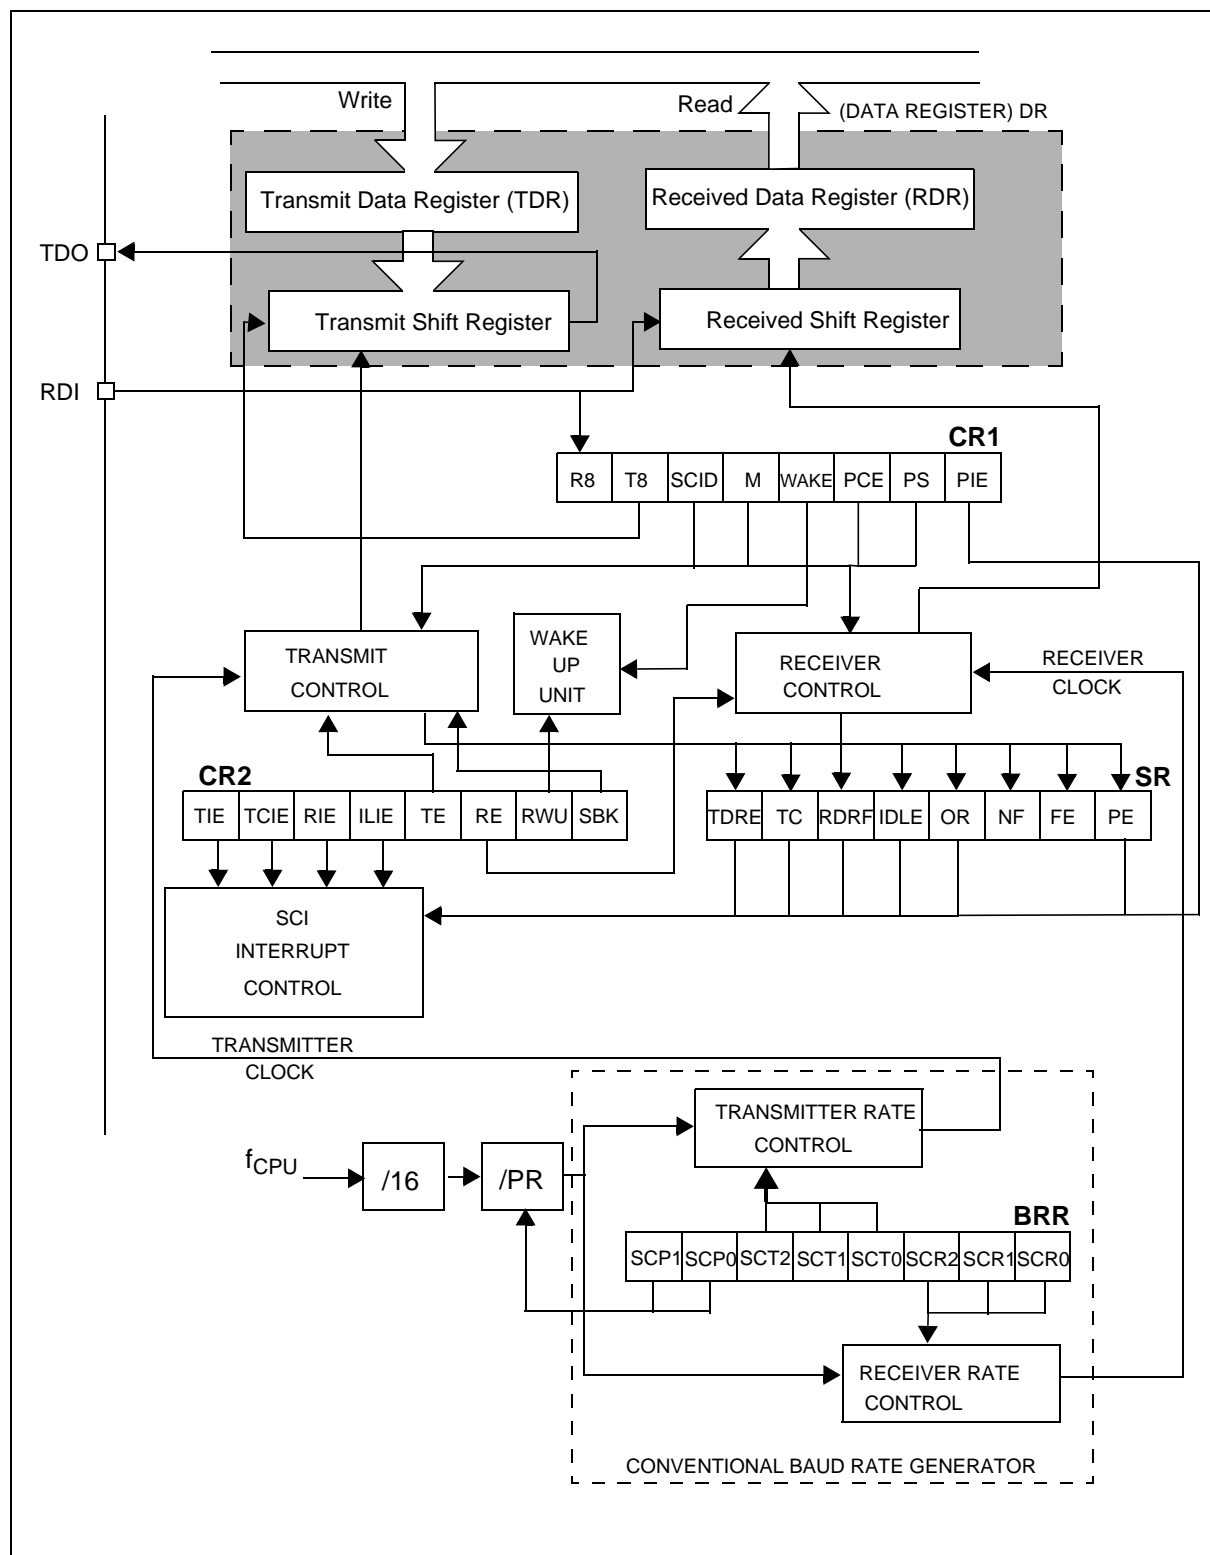 Write
Read
(DATA REGISTER) DR
Transmit Data Register (TDR)
Received Data Register (RDR)
TDO
Transmit Shift Register
Received Shift Register
RDI
CR1
R8 T8 SCID M WAKE PCE PS PIE
TRANSMIT
CONTROL
WAKE
UP
UNIT
RECEIVER
CONTROL
RECEIVER
CLOCK
CR2
SR
TIE TCIE RIE ILIE TE RE RWU SBK
TDRE TC RDRF IDLE OR NF FE PE
SCI
INTERRUPT
CONTROL
TRANSMITTER
CLOCK
TRANSMITTER RATE
CONTROL
fCPU
/16
/PR
BRR
SCP1 SCP0 SCT2 SCT1 SCT0 SCR2 SCR1 SCR0
RECEIVER RATE
CONTROL
CONVENTIONAL BAUD RATE GENERATOR